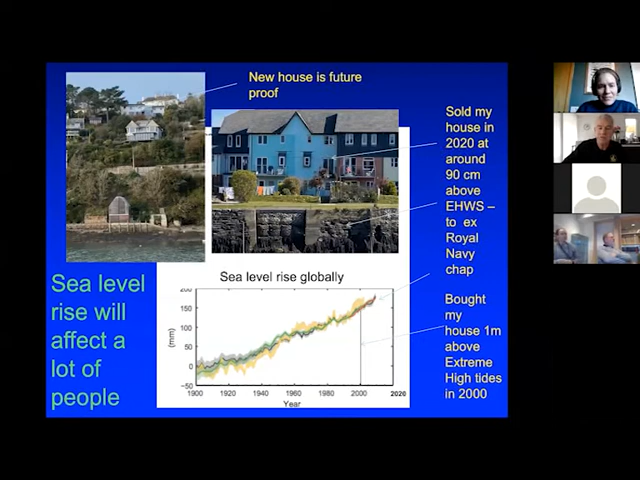 New house is future
proof
Sold my
house in
2020 at
around
90 cm
above
EHWS –
to ex
Royal
Navy
chap
Sea level
rise will
affect a
lot of
people
Sea level rise globally
200
150
100
50
0
−50
(mm)
1900
1920
1940
1960
1980
2000
2020
Year
Bought
my
house 1m
above
Extreme
High tides
in 2000